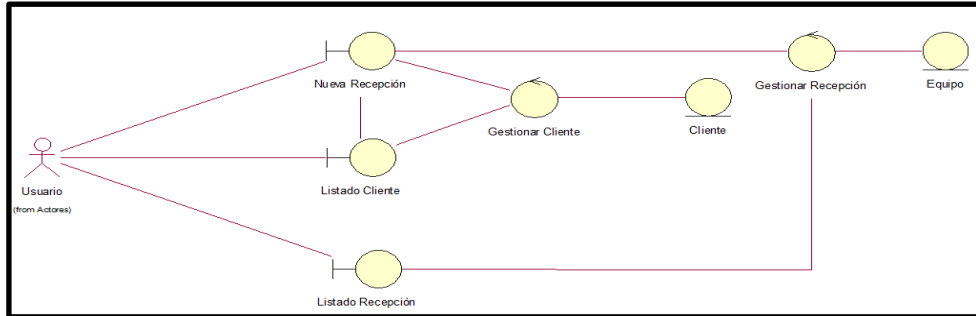 Nueva Recepción
Gestionar Recepción
Equipo
Gestionar Cliente
Cliente
Usuario
(from Actores)
Listado Cliente
Listado Recepción